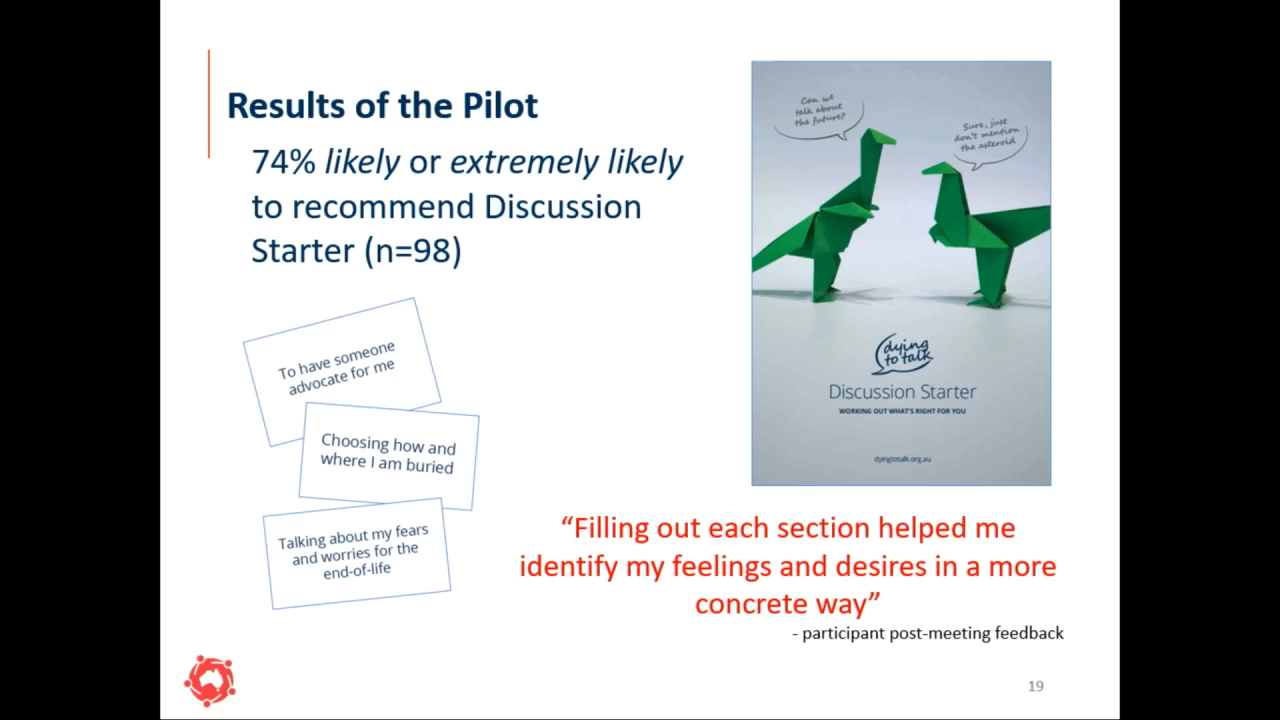 Results of the Pilot
74% likely or extremely likely
to recommend Discussion
Starter (n=98)
Can we
talk about
the future?
Sure, just
don't mention
the asteroid.
To have someone
advocate for me
Choosing how and
where I am buried
Talking about my fears
and worries for the
end-of-life
dying
to talk
Discussion Starter
WORKING OUT WHAT'S RIGHT FOR YOU
dyingtotalk.org.au
“Filling out each section helped me
identify my feelings and desires in a more
concrete way”
- participant post-meeting feedback
19